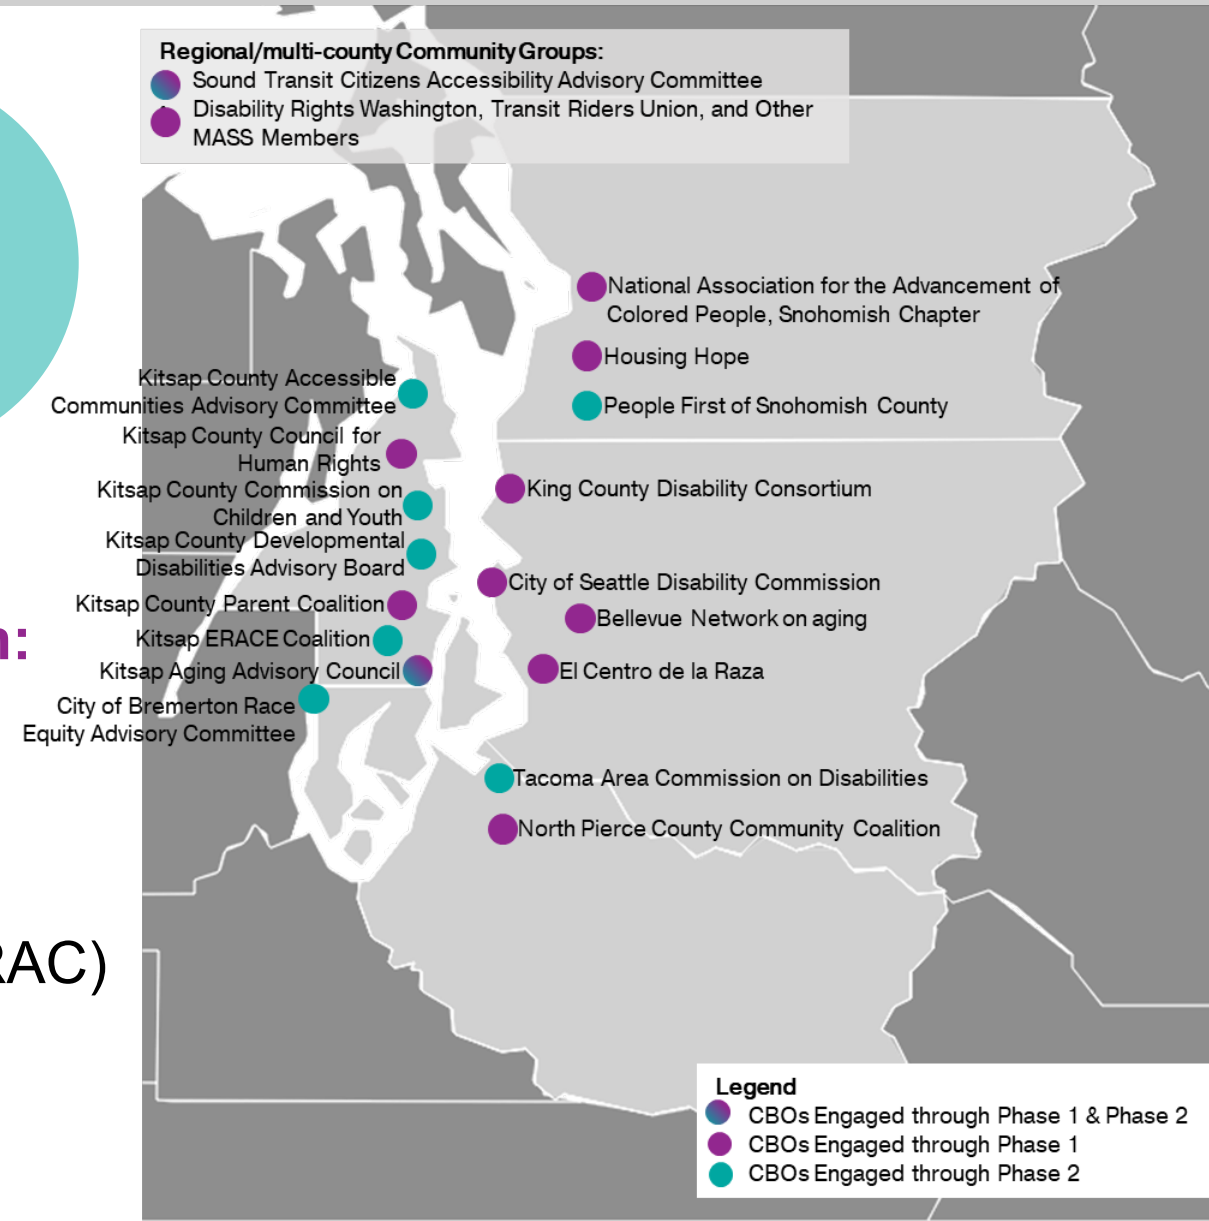 Regional/multi-county Community Groups:
Sound Transit Citizens Accessibility Advisory Committee
Disability Rights Washington, Transit Riders Union, and Other
MASS Members
National Association for the Advancement of
Colored People, Snohomish Chapter
Housing Hope
People First of Snohomish County
Kitsap County Accessible
Communities Advisory Committee
Kitsap County Council for
Human Rights
Kitsap County Commission on
Children and Youth
Kitsap County Developmental
Disabilities Advisory Board
Kitsap County Parent Coalition
Kitsap ERACE Coalition
Kitsap Aging Advisory Council
City of Bremerton Race
Equity Advisory Committee
King County Disability Consortium
City of Seattle Disability Commission
Bellevue Network on aging
El Centro de la Raza
Tacoma Area Commission on Disabilities
North Pierce County Community Coalition
:
RAC)
Legend
CBOs Engaged through Phase 1 & Phase 2
CBOs Engaged through Phase 1
CBOs Engaged through Phase 2